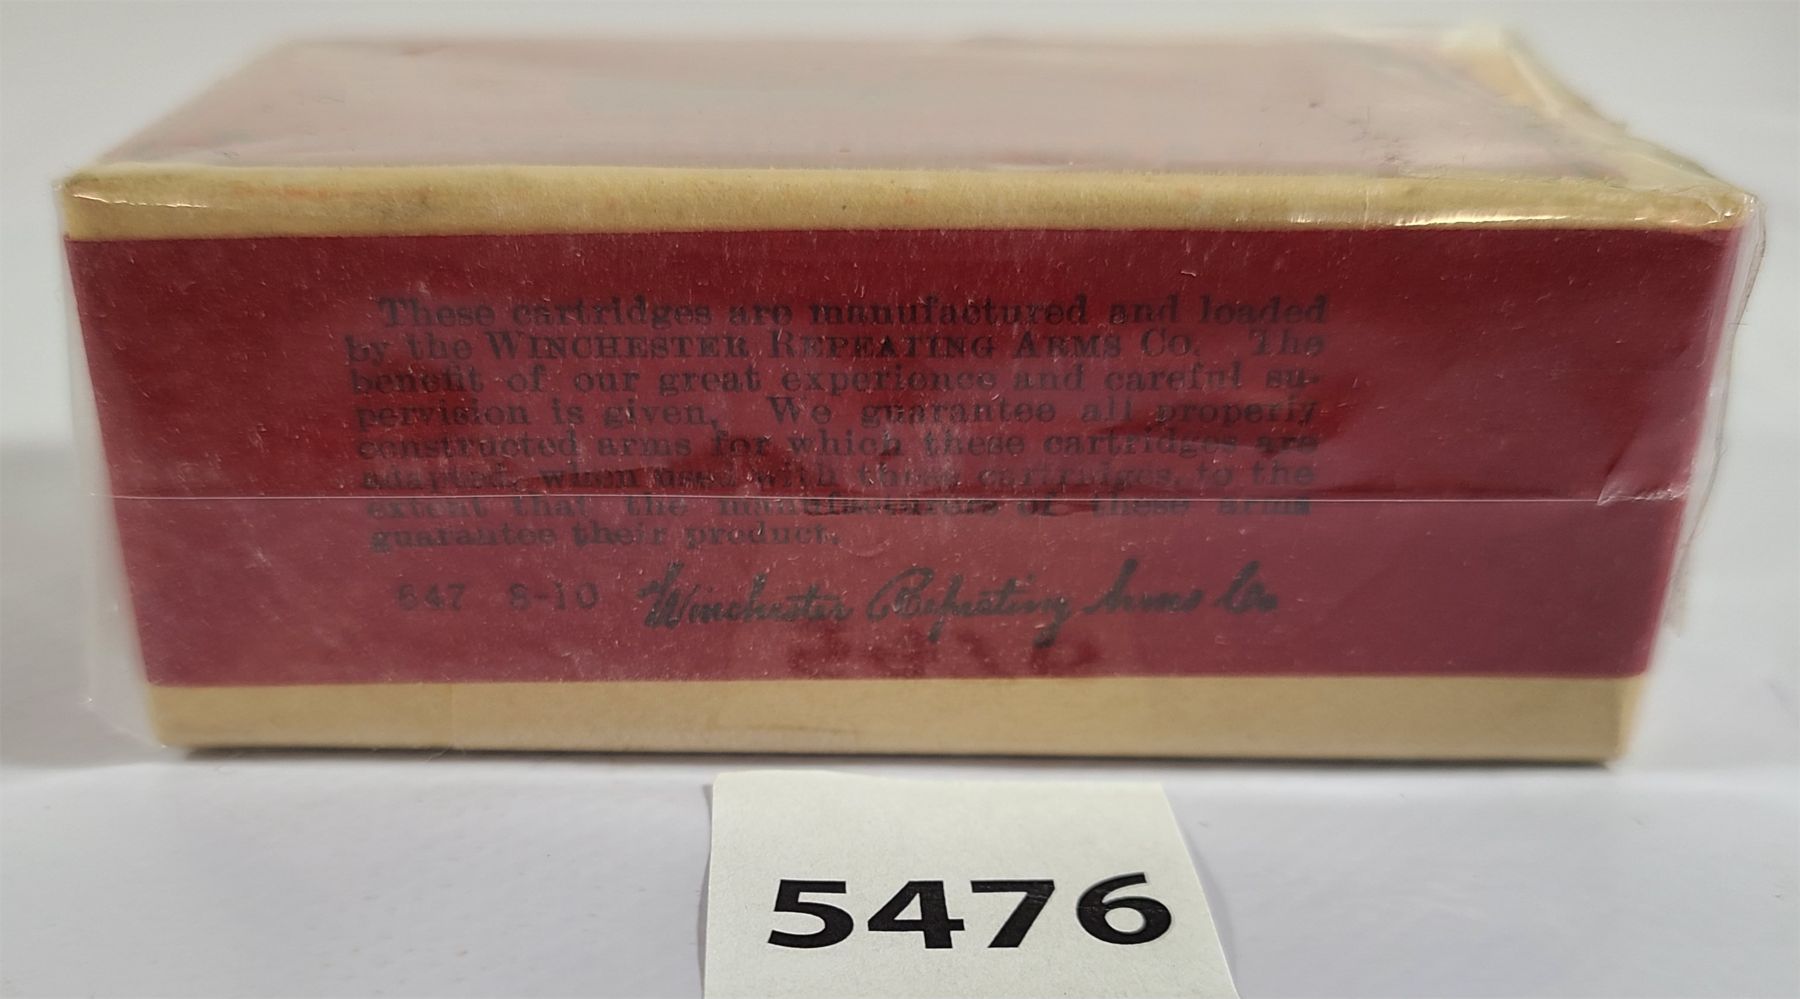 These cartridges are manufactured and loaded
by the WINCHESTER REPEATING ARMS CO. The
benefit of our great experience and careful su-
pervision is given. We guarantee all properly
constructed arms for which these cartridges are
adapted, when used with these cartridges, to the
extent that the manufacturers of these arms
guarantee their product.
647 8-10 Winchester Repeating Arms Co.
5476